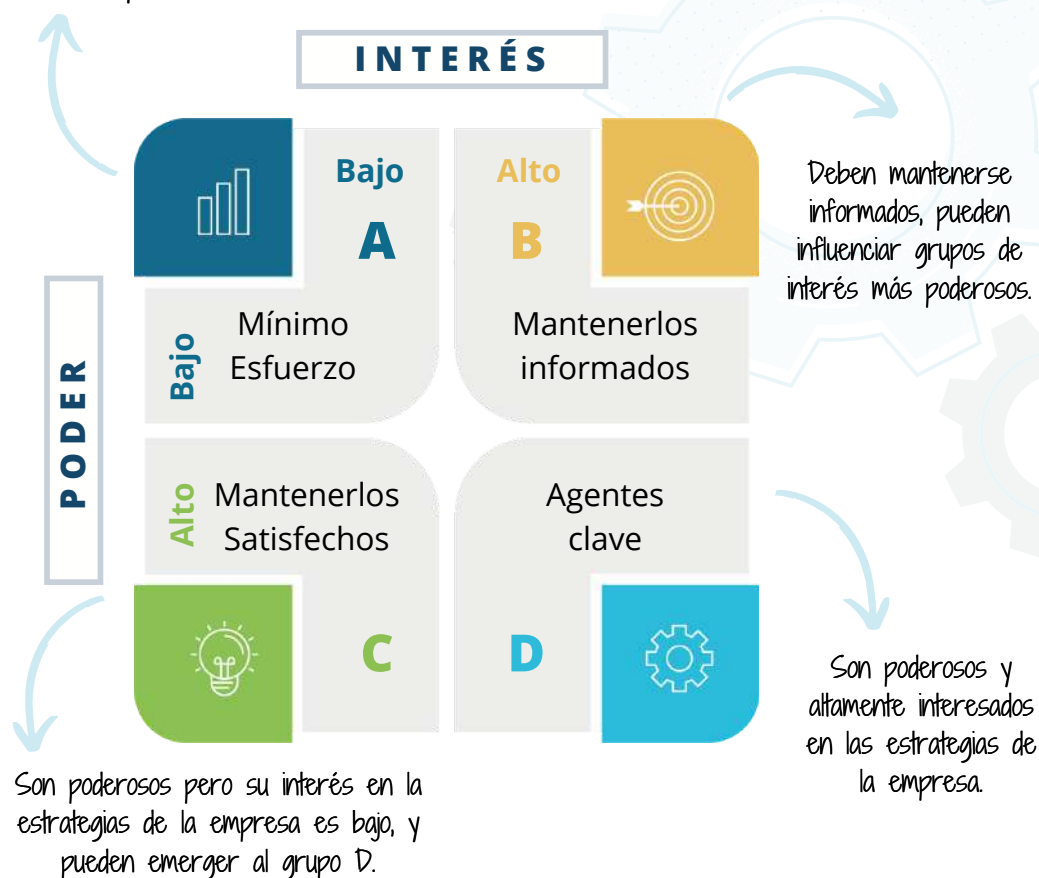 INTERÉS
Bajo
A
Alto
B
Deben mantenerse
informados, pueden
influenciar grupos de
interés más poderosos.
PODER
Bajo
Mínimo
Esfuerzo
Mantenerlos
informados
Alto
Mantenerlos
Satisfechos
Agentes
clave
C
D
Son poderosos y
altamente interesados
en las estrategias de
la empresa.
Son poderosos pero su interés en la
estrategias de la empresa es bajo, y
pueden emerger al grupo D.